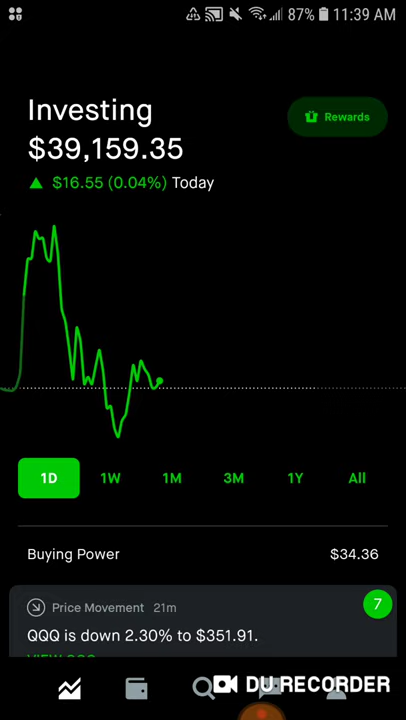 87% 11:39 AM
Investing
$39,159.35
Rewards
$16.55 (0.04%) Today
1D 1W 1M 3M 1Y All
Buying Power $34.36
Price Movement 21m
7
QQQ is down 2.30% to $351.91.
VIEW QQQ
DU RECORDER